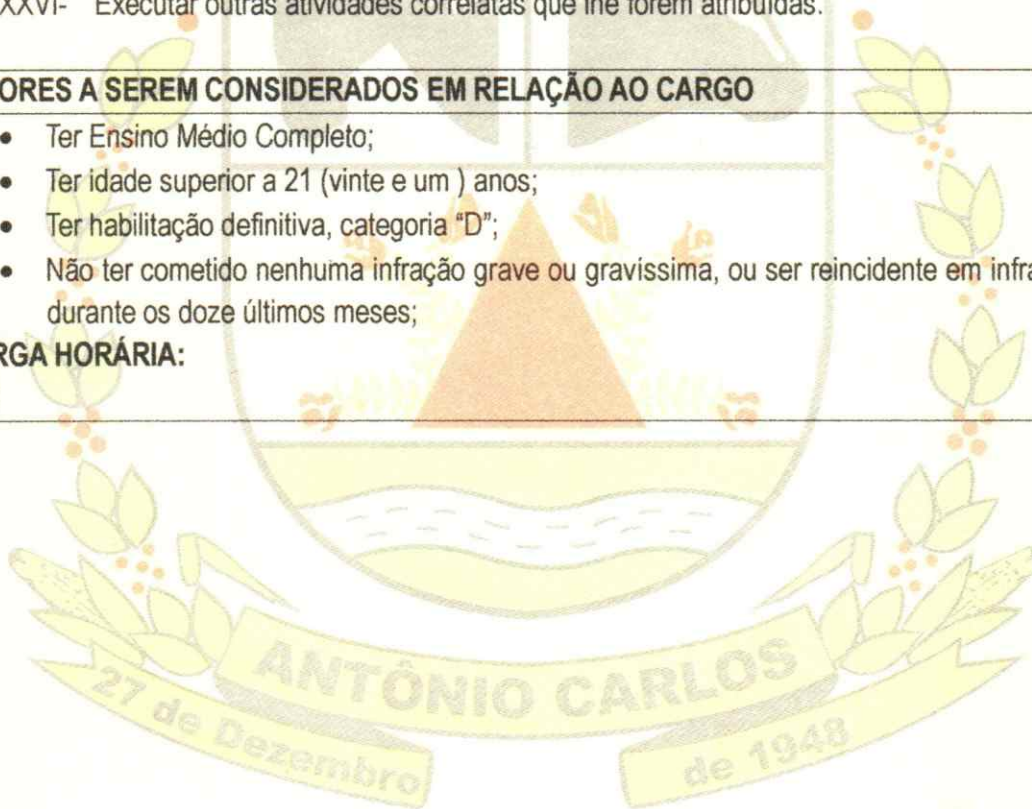 XXVI- Executar outras atividades correlatas que lhe forem atribuídas.
ORES A SEREM CONSIDERADOS EM RELAÇÃO AO CARGO
• Ter Ensino Médio Completo;
• Ter idade superior a 21 (vinte e um ) anos;
• Ter habilitação definitiva, categoria “D”;
• Não ter cometido nenhuma infração grave ou gravíssima, ou ser reincidente em infra
durante os doze últimos meses;
RGA HORÁRIA:
ANTÔNIO CARLOS
27 de Dezembro de 1948